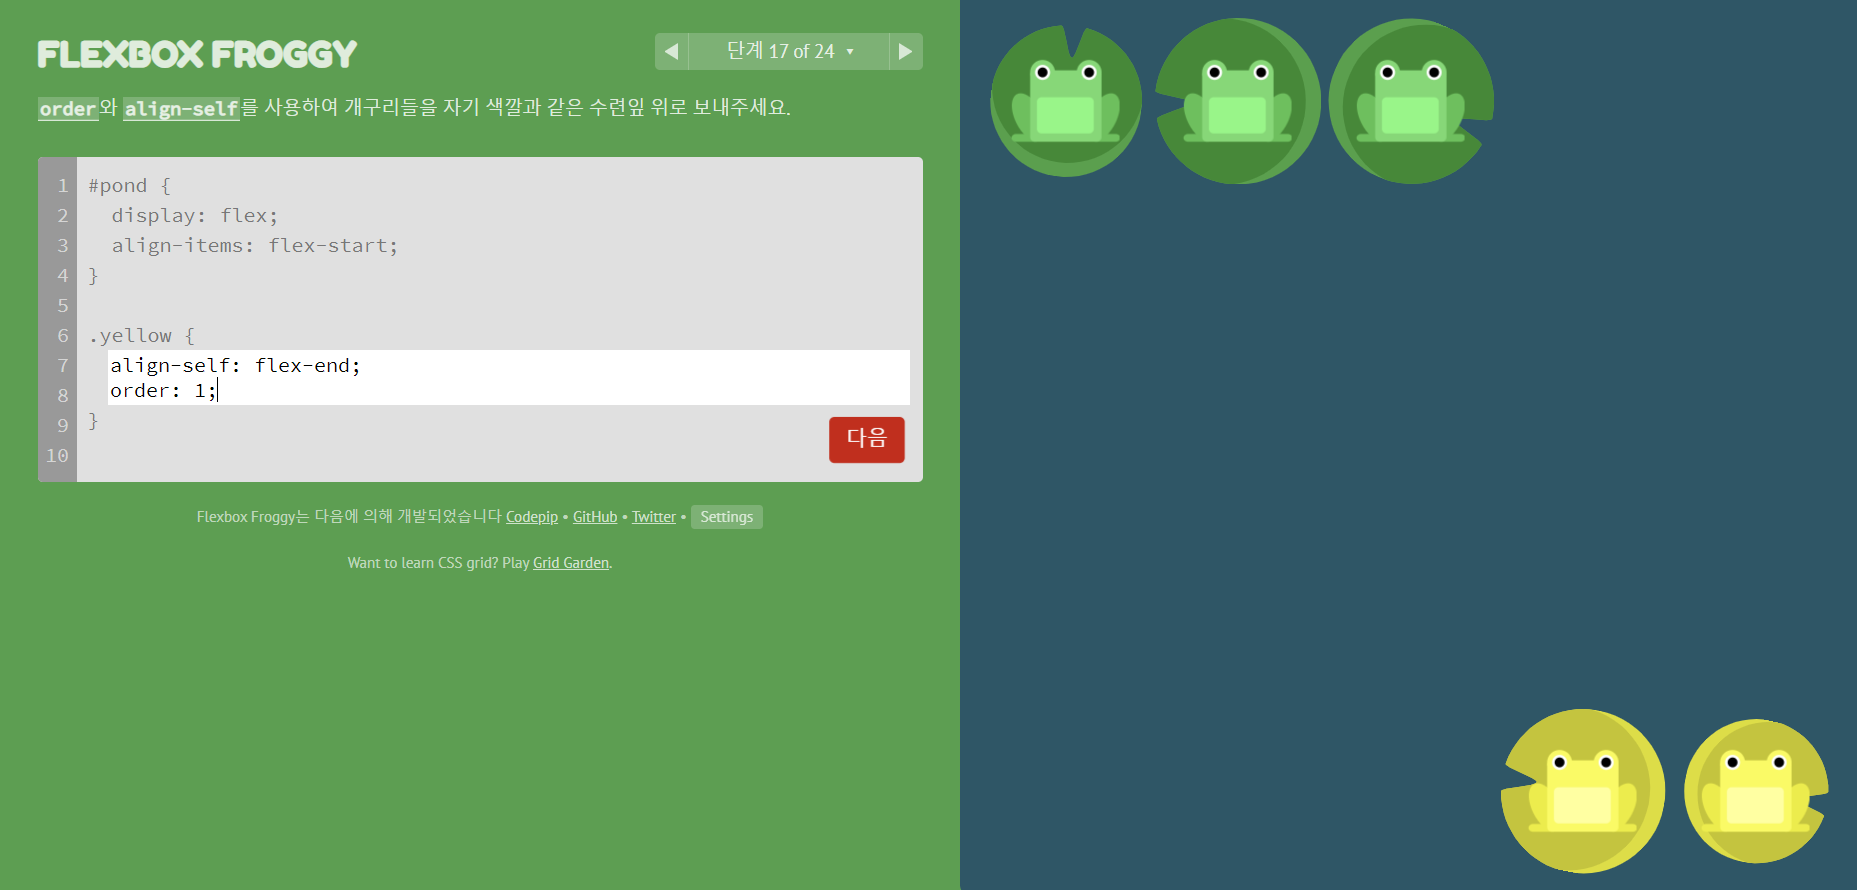 FLEXBOX FROGGY
◀ 단계 17 of 24 ▼ ▶
order와 align-self를 사용하여 개구리들을 자기 색깔과 같은 수련잎 위로 보내주세요.
1 #pond {
2 display: flex;
3 align-items: flex-start;
4 }
5
6 .yellow {
7 align-self: flex-end;
8 order: 1;
9 }
10
다음
Flexbox Froggy는 다음에 의해 개발되었습니다 Codepip • GitHub • Twitter • Settings
Want to learn CSS grid? Play Grid Garden.